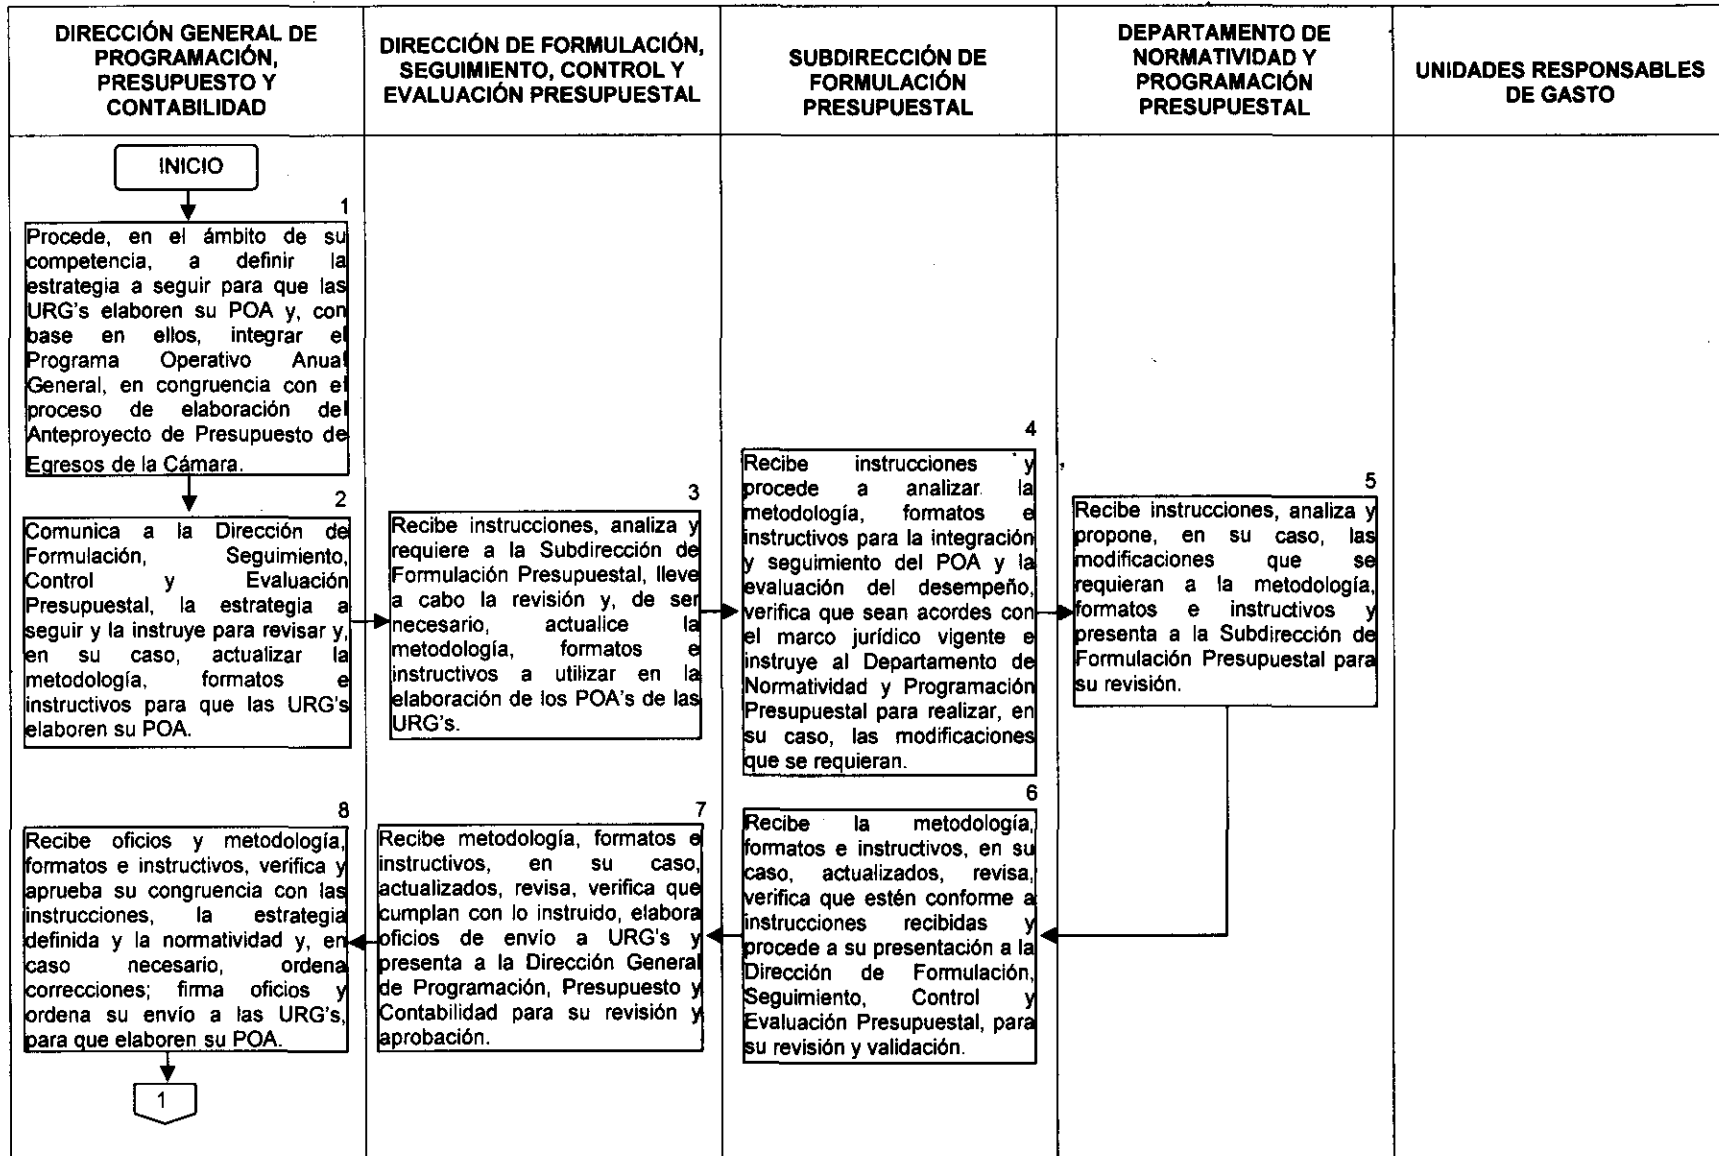 DIRECCIÓN GENERAL DE
PROGRAMACIÓN,
PRESUPUESTO Y
CONTABILIDAD
DIRECCIÓN DE FORMULACIÓN,
SEGUIMIENTO, CONTROL Y
EVALUACIÓN PRESUPUESTAL
SUBDIRECCIÓN DE
FORMULACIÓN
PRESUPUESTAL
DEPARTAMENTO DE
NORMATIVIDAD Y
PROGRAMACIÓN
PRESUPUESTAL
UNIDADES RESPONSABLES
DE GASTO
INICIO
1
Procede, en el ámbito de su
competencia, a definir la
estrategia a seguir para que las
URG's elaboren su POA y, con
base en ellos, integrar el
Programa Operativo Anual
General, en congruencia con el
proceso de elaboración del
Anteproyecto de Presupuesto de
Egresos de la Cámara.
2
Comunica a la Dirección de
Formulación, Seguimiento,
Control y Evaluación
Presupuestal, la estrategia a
seguir y la instruye para revisar y,
en su caso, actualizar la
metodología, formatos e
instructivos para que las URG's
elaboren su POA.
3
Recibe instrucciones, analiza y
requiere a la Subdirección de
Formulación Presupuestal, lleve
a cabo la revisión y, de ser
necesario, actualice la
metodología, formatos e
instructivos a utilizar en la
elaboración de los POA's de las
URG's.
4
Recibe instrucciones y
procede a analizar la
metodología, formatos e
instructivos para la integración
y seguimiento del POA y la
evaluación del desempeño,
verifica que sean acordes con
el marco jurídico vigente e
instruye al Departamento de
Normatividad y Programación
Presupuestal para realizar, en
su caso, las modificaciones
que se requieran.
5
Recibe instrucciones, analiza y
propone, en su caso, las
modificaciones que se
requieran a la metodología,
formatos e instructivos y
presenta a la Subdirección de
Formulación Presupuestal para
su revisión.
6
Recibe la metodología,
formatos e instructivos, en su
caso, actualizados, revisa,
verifica que estén conforme a
instrucciones recibidas y
procede a su presentación a la
Dirección de Formulación,
Seguimiento, Control y
Evaluación Presupuestal, para
su revisión y validación.
7
Recibe metodología, formatos e
instructivos, en su caso,
actualizados, revisa, verifica que
cumplan con lo instruido, elabora
oficios de envío a URG's y
presenta a la Dirección General
de Programación, Presupuesto y
Contabilidad para su revisión y
aprobación.
8
Recibe oficios y metodología,
formatos e instructivos, verifica y
aprueba su congruencia con las
instrucciones, la estrategia
definida y la normatividad y, en
caso necesario, ordena
correcciones; firma oficios y
ordena su envío a las URG's,
para que elaboren su POA.
1